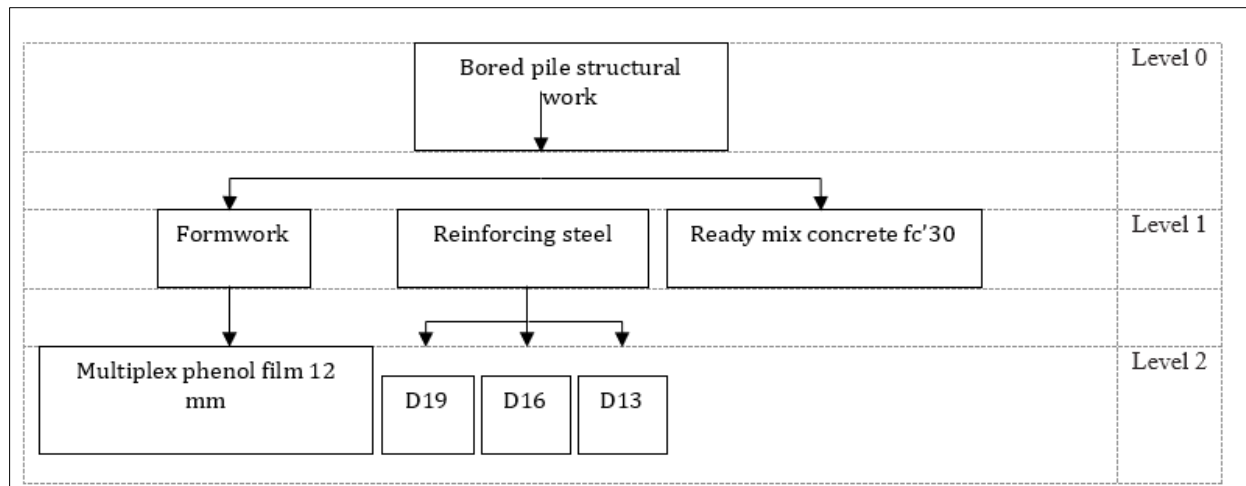 Bored pile structural
work
Level 0
Formwork
Reinforcing steel
Ready mix concrete fc’30
Level 1
Multiplex phenol film 12
mm
D19
D16
D13
Level 2